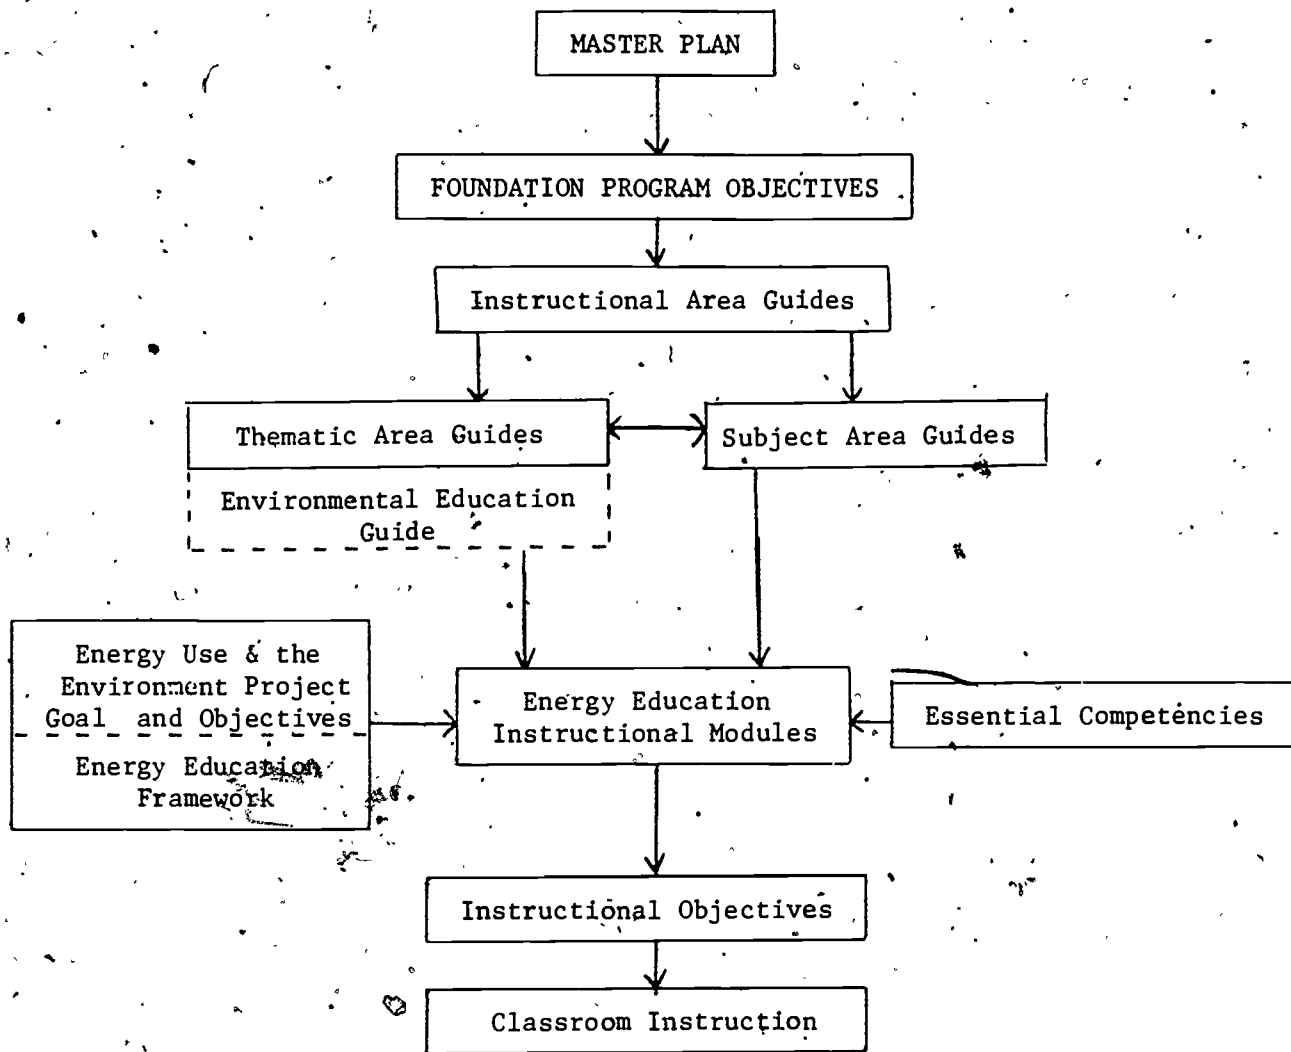 MASTER PLAN
FOUNDATION PROGRAM OBJECTIVES
Instructional Area Guides
Thematic Area Guides
Subject Area Guides
Environmental Education
Guide
Energy Use & the
Environment Project
Goal and Objectives
Energy Education
Framework
Energy Education
Instructional Modules
Essential Competencies
Instructional Objectives
Classroom Instruction